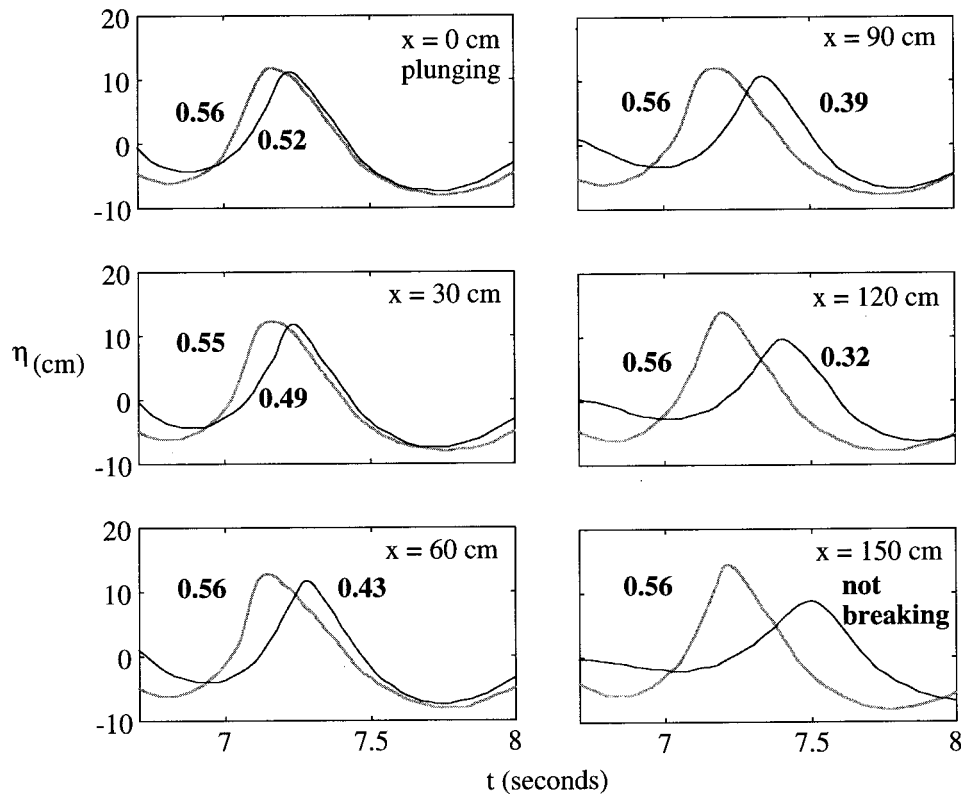 20
10
0
-10
x = 0 cm
plunging
0.56
0.52
x = 90 cm
0.56
0.39
20
10
0
-10
η (cm)
x = 30 cm
0.55
0.49
x = 120 cm
0.56
0.32
20
10
0
-10
x = 60 cm
0.56
0.43
x = 150 cm
0.56
not
breaking
7
7.5
8
7
7.5
8
t (seconds)